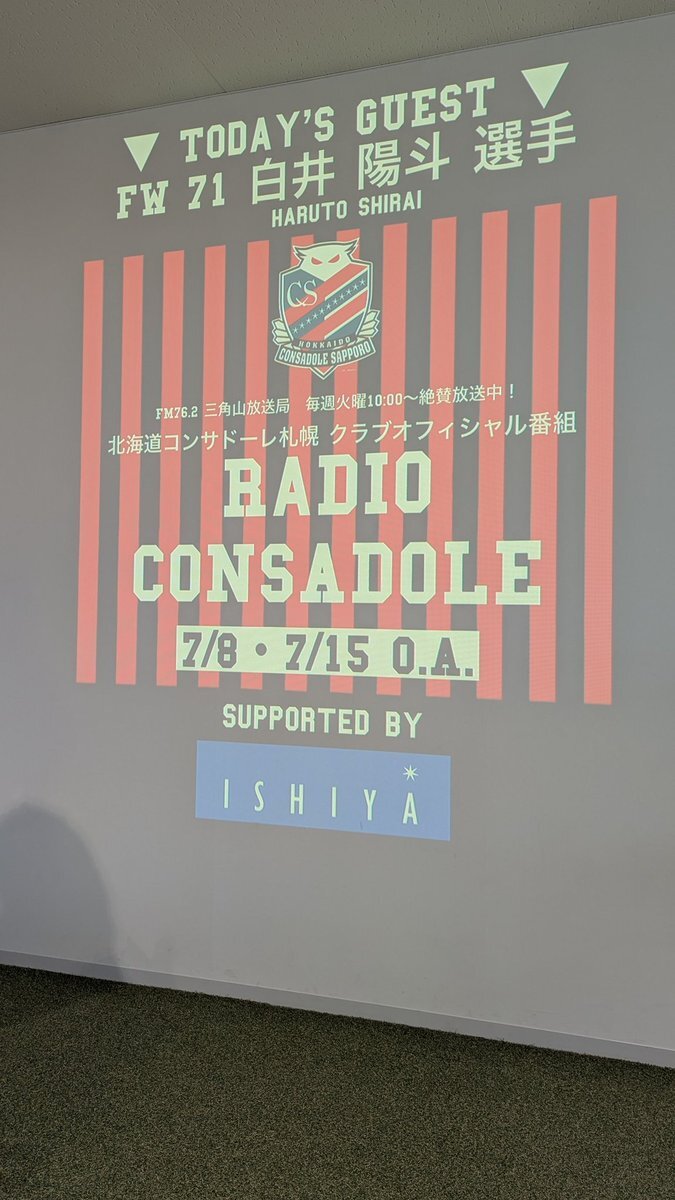 ▼ TODAY'S GUEST ▼
FW 71 白井 陽斗 選手
HARUTO SHIRAI
CS
HOKKAIDO
CONSADOLE SAPPORO
FM76.2 三角山放送局 毎週火曜10:00〜絶賛放送中！
北海道コンサドーレ札幌 クラブオフィシャル番組
RADIO
CONSADOLE
7/8・7/15 O.A.
SUPPORTED BY
ISHIYA